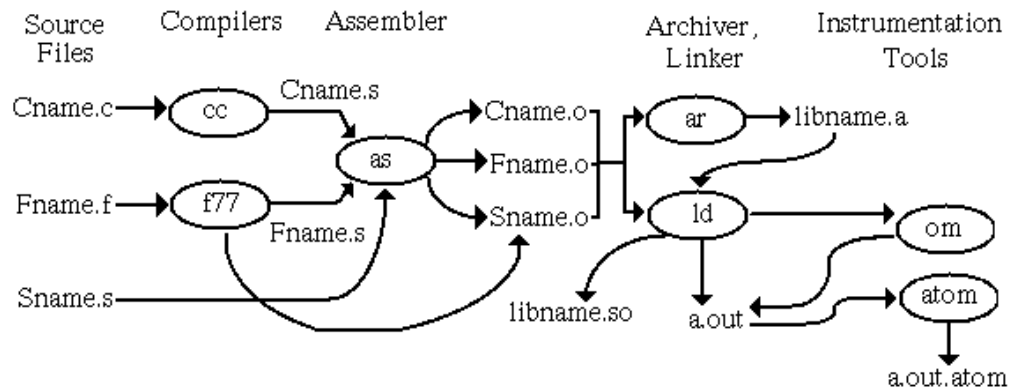 Source
Files
Compilers
Assembler
Archiver,
Linker
Instrumentation
Tools
Cname.c
cc
Cname.s
as
Cname.o
ar
libname.a
Fname.o
Fname.f
f77
Fname.s
Sname.o
ld
om
Sname.s
libname.so
a.out
atom
a.out.atom